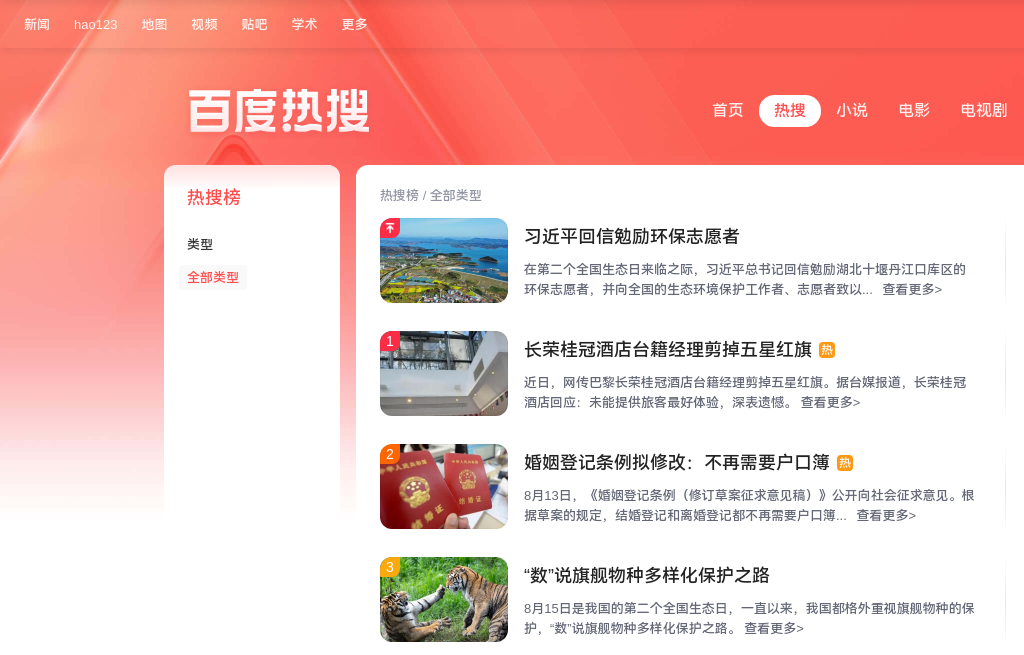 新闻 hao123 地图 视频 贴吧 学术 更多
百度热搜
首页 热搜 小说 电影 电视剧
热搜榜
类型
全部类型
热搜榜 / 全部类型
习近平回信勉励环保志愿者
在第二个全国生态日来临之际，习近平总书记回信勉励湖北十堰丹江口库区的
环保志愿者，并向全国的生态环境保护工作者、志愿者致以... 查看更多>
1
长荣桂冠酒店台籍经理剪掉五星红旗 热
近日，网传巴黎长荣桂冠酒店台籍经理剪掉五星红旗。据台媒报道，长荣桂冠
酒店回应：未能提供旅客最好体验，深表遗憾。 查看更多>
2
婚姻登记条例拟修改：不再需要户口簿 热
8月13日，《婚姻登记条例（修订草案征求意见稿）》公开向社会征求意见。根
据草案的规定，结婚登记和离婚登记都不再需要户口簿... 查看更多>
结婚证
3
“数”说旗舰物种多样化保护之路
8月15日是我国的第二个全国生态日，一直以来，我国都格外重视旗舰物种的保
护，“数”说旗舰物种多样化保护之路。 查看更多>